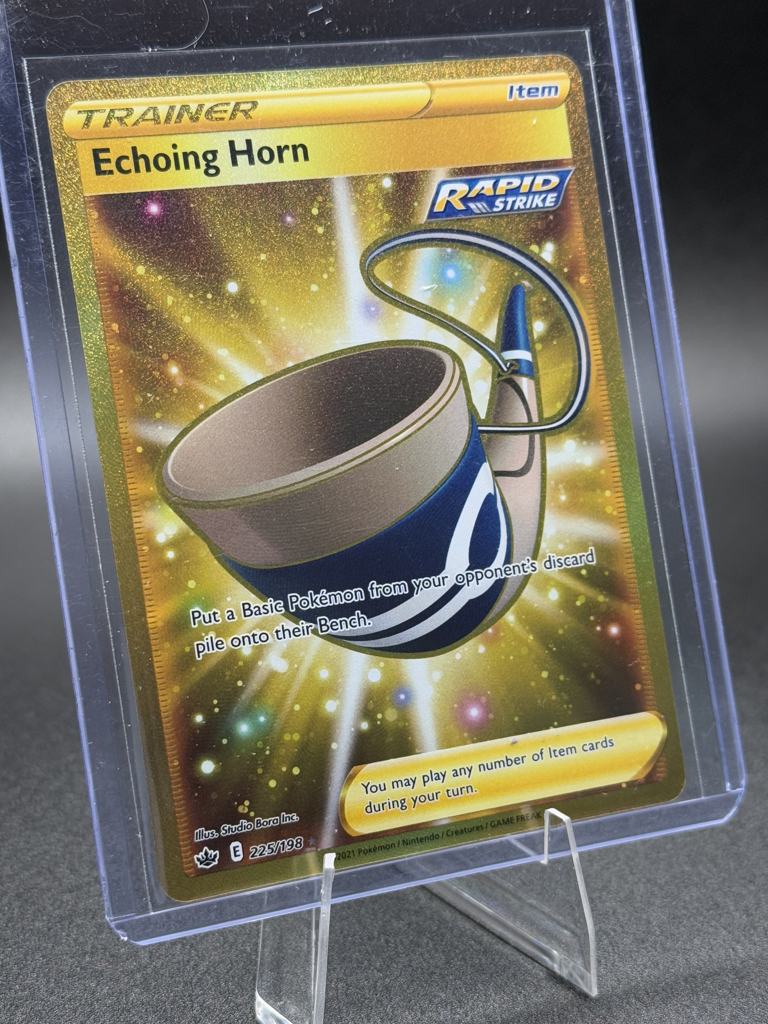 TRAINER
Item
Echoing Horn
RAPID
STRIKE
Put a Basic Pokémon from your opponent's discard
pile onto their Bench.
You may play any number of Item cards
during your turn.
Illus. Studio Bora Inc.
E 225/198
2021 Pokémon / Nintendo / Creatures / GAME FREAK